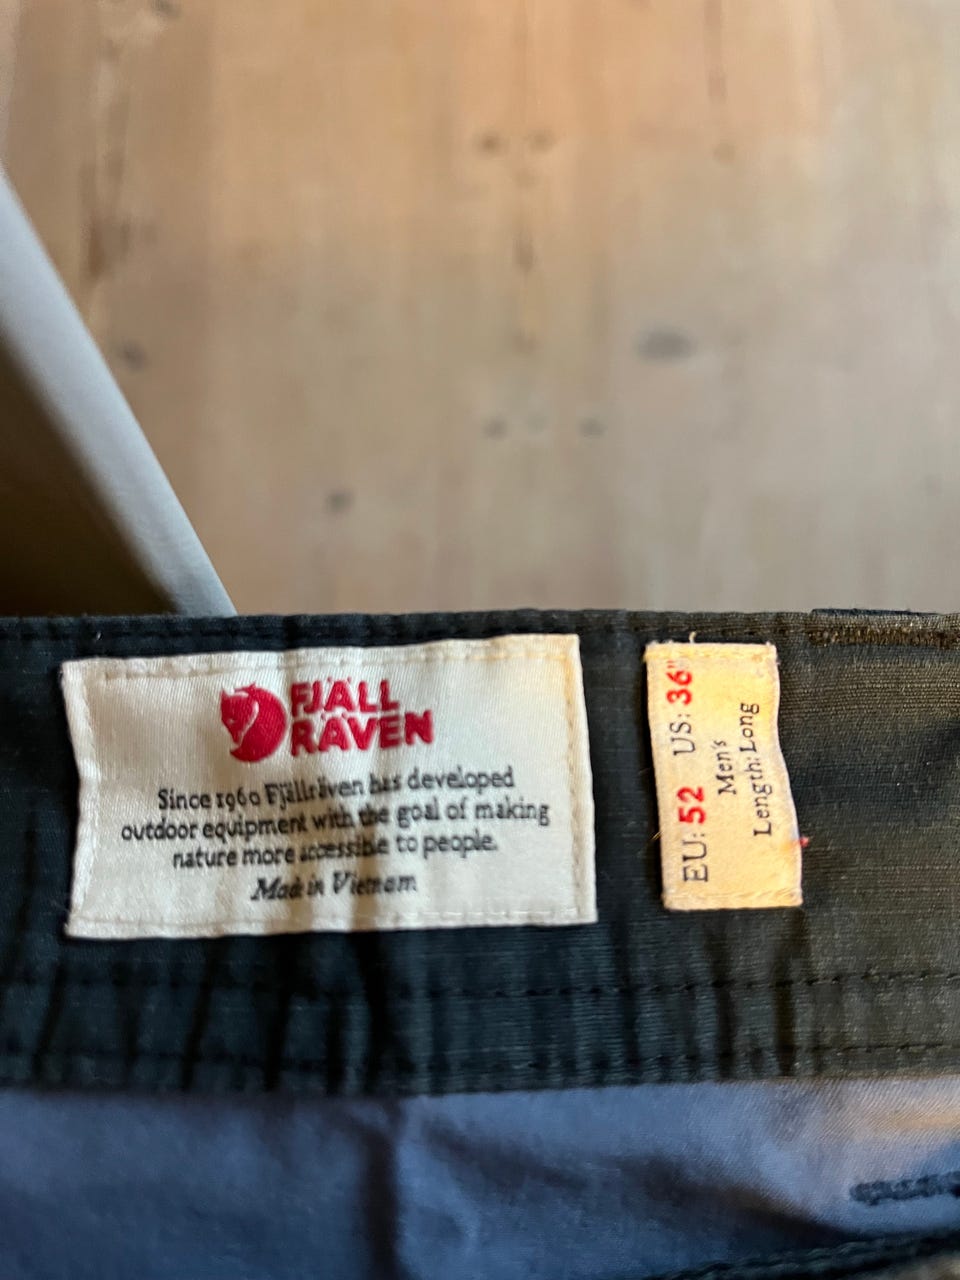 FJÄLL
RÄVEN
Since 1960 Fjällräven has developed
outdoor equipment with the goal of making
nature more accessible to people.
Made in Vietnam
EU: 52 US: 36"
Men's
Length: Long